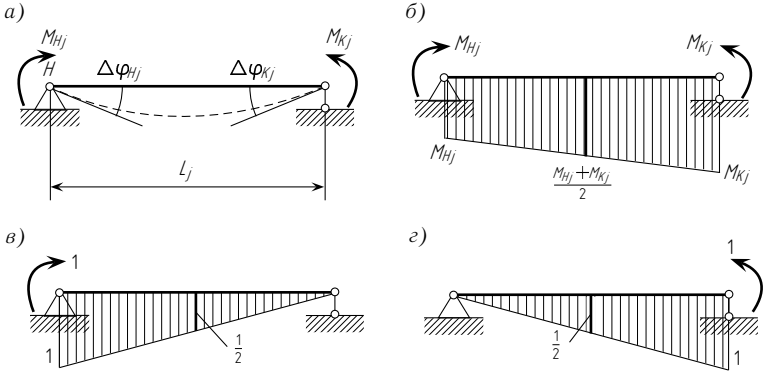 а)
M_Hj
M_Kj
H
Δφ_Hj
Δφ_Kj
L_j
б)
M_Hj
M_Kj
M_Hj
M_Kj
M_Hj + M_Kj
2
в)
1
1
1
2
г)
1
1
2
1